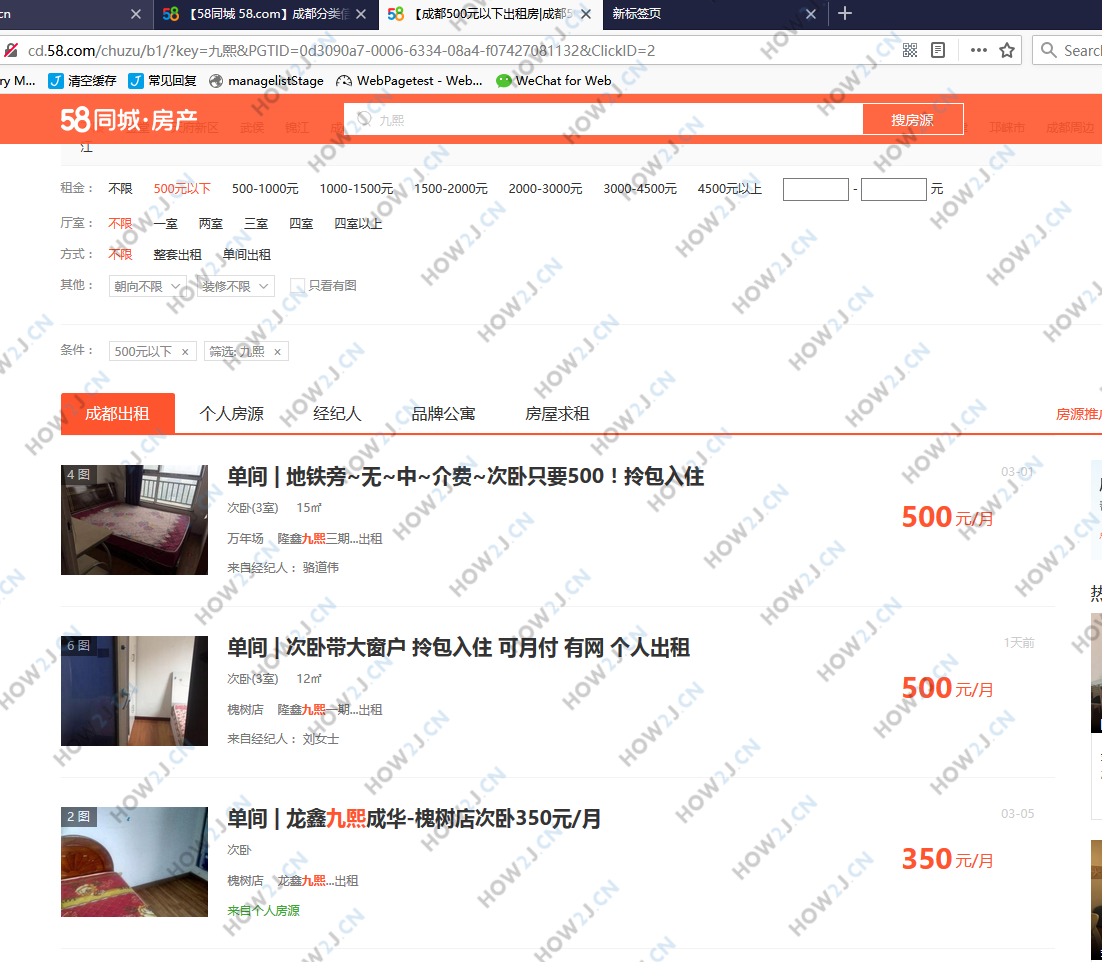 cn
【58同城 58.com】成都分类信
【成都500元以下出租房|成都5
新标签页
cd.58.com/chuzu/b1/?key=九熙&PGTID=0d3090a7-0006-6334-08a4-f07427081132&ClickID=2
Search
ry M...
清空缓存
常见回复
managelistStage
WebPagetest - Web...
WeChat for Web
58同城·房产
九熙
搜房源
武侯
锦江
邛崃市
成都周边
江
租金： 不限 500元以下 500-1000元 1000-1500元 1500-2000元 2000-3000元 3000-4500元 4500元以上 - 元
厅室： 不限 一室 两室 三室 四室 四室以上
方式： 不限 整套出租 单间出租
其他： 朝向不限 装修不限 只看有图
条件： 500元以下 × 筛选: 九熙 ×
成都出租 个人房源 经纪人 品牌公寓 房屋求租
房源推广
4 图
单间 | 地铁旁~无~中~介费~次卧只要500！拎包入住
03-01
次卧(3室) 15㎡
500 元/月
万年场 隆鑫九熙三期...出租
来自经纪人： 骆道伟
热
6 图
单间 | 次卧带大窗户 拎包入住 可月付 有网 个人出租
1天前
次卧(3室) 12㎡
500 元/月
槐树店 隆鑫九熙一期...出租
来自经纪人： 刘女士
2 图
单间 | 龙鑫九熙成华-槐树店次卧350元/月
03-05
次卧
350 元/月
槐树店 龙鑫九熙...出租
来自个人房源
HOW2J.CN